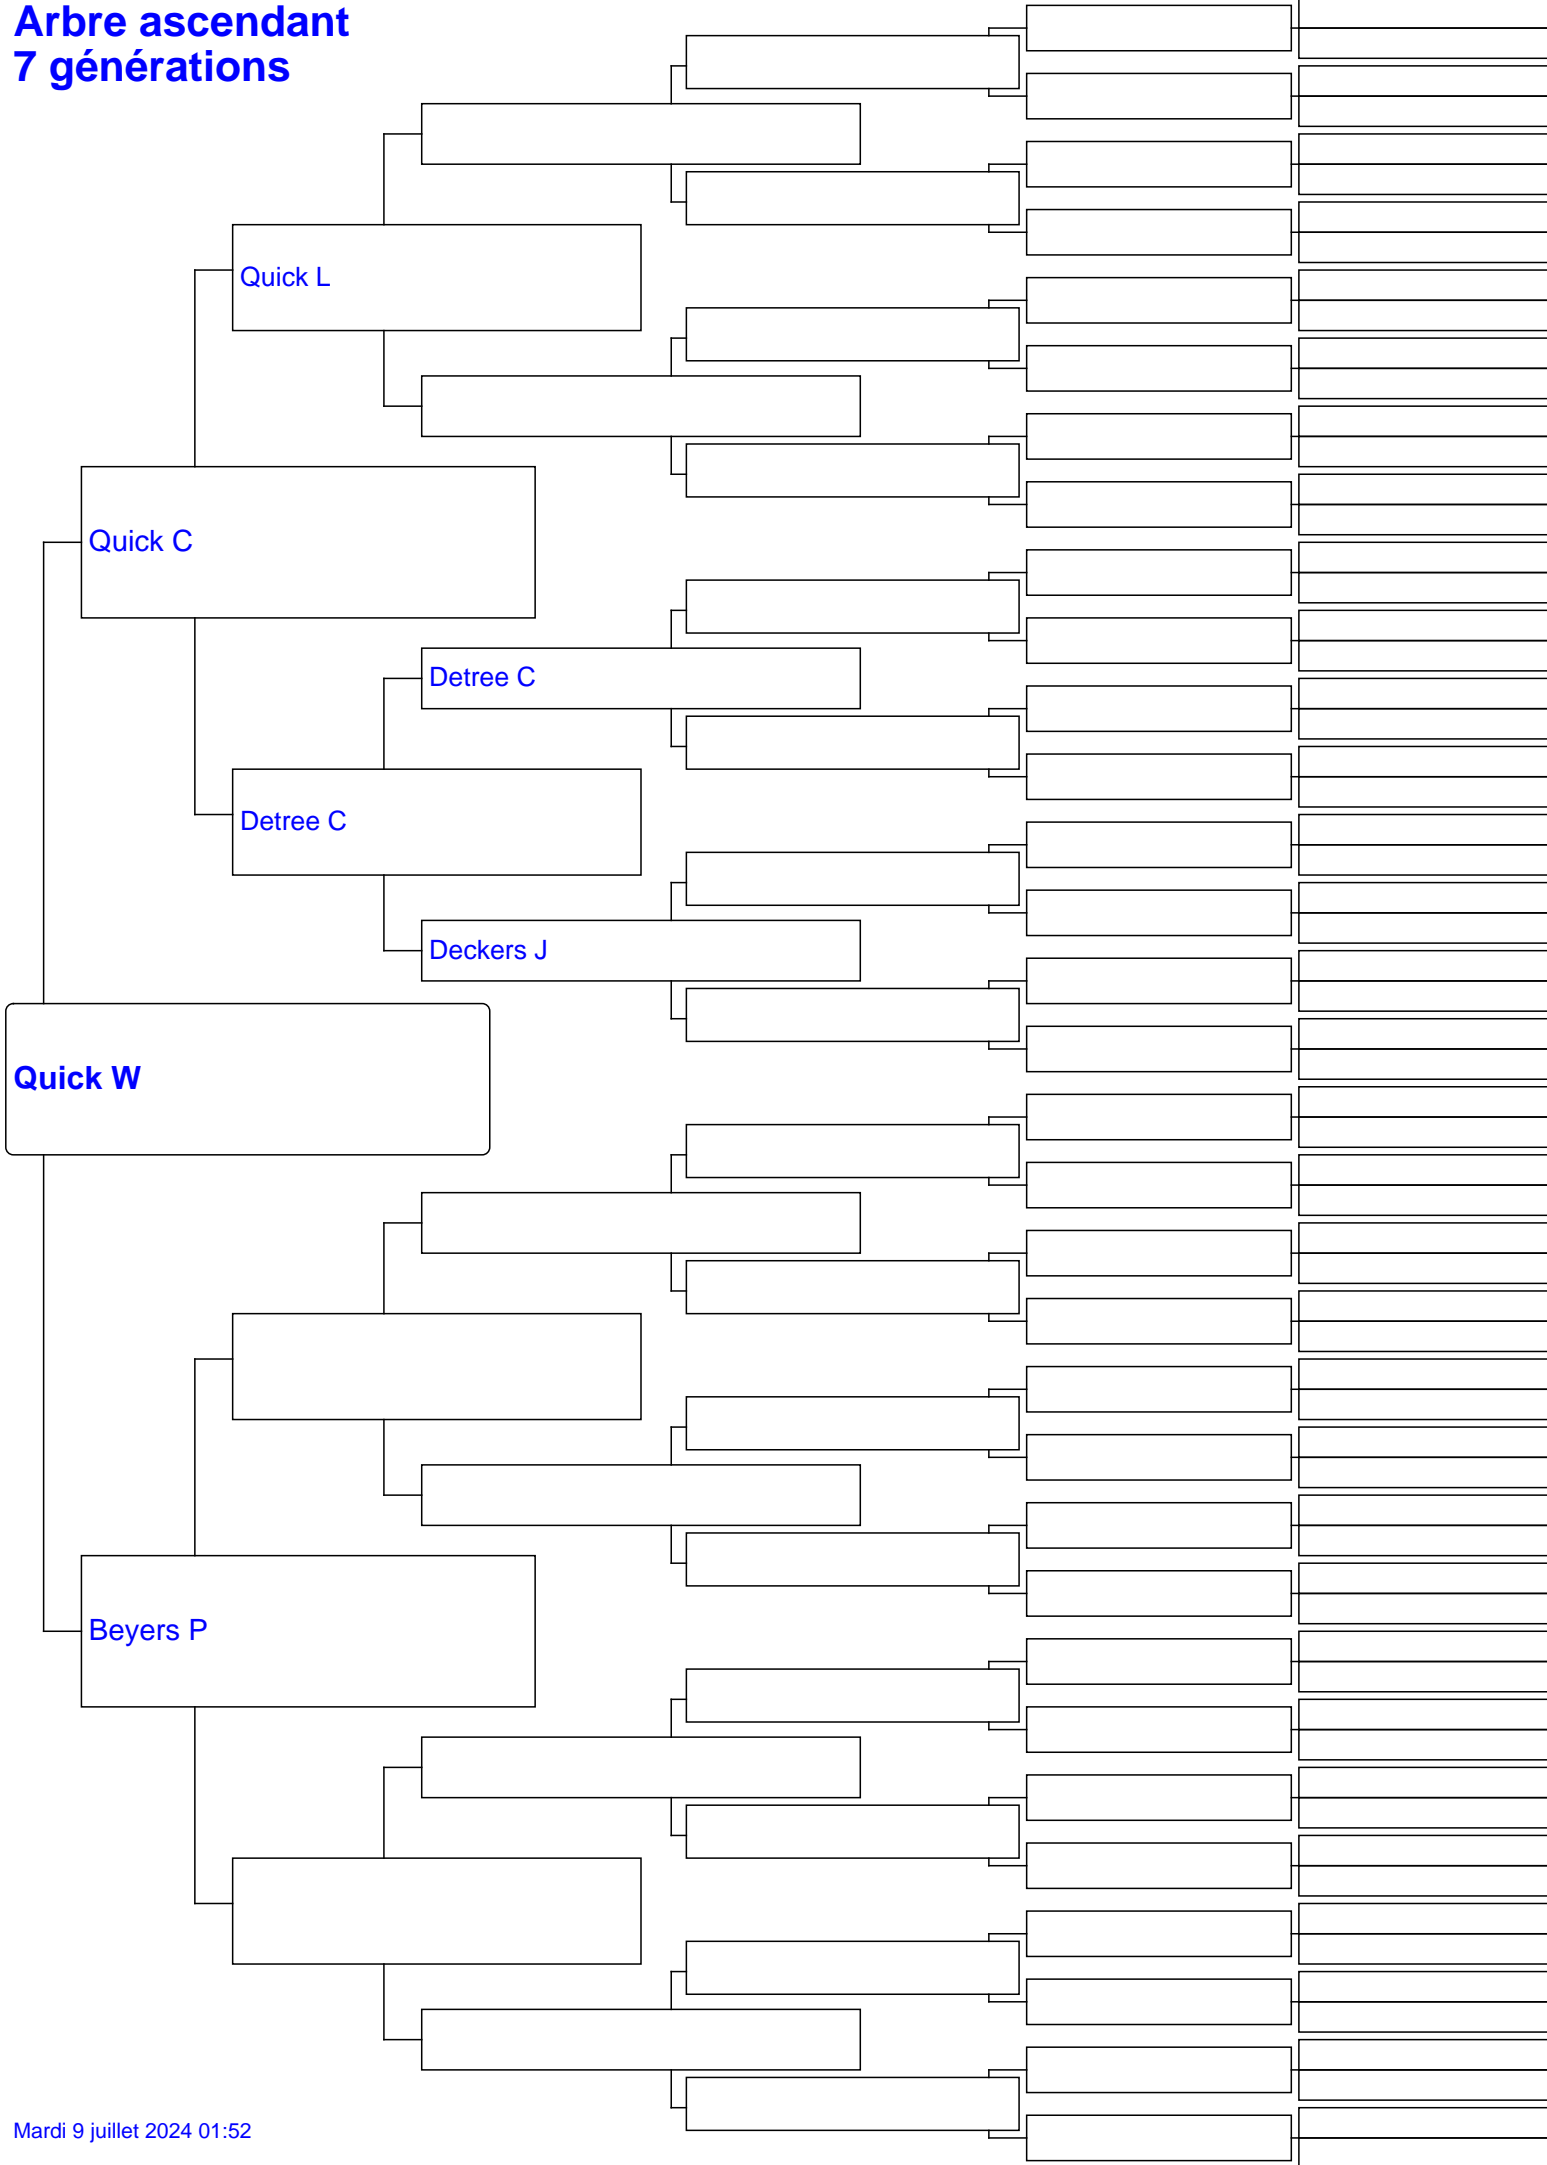 Arbre ascendant
7 générations
Quick L
Quick C
Detree C
Detree C
Deckers J
Quick W
Beyers P
Mardi 9 juillet 2024 01:52